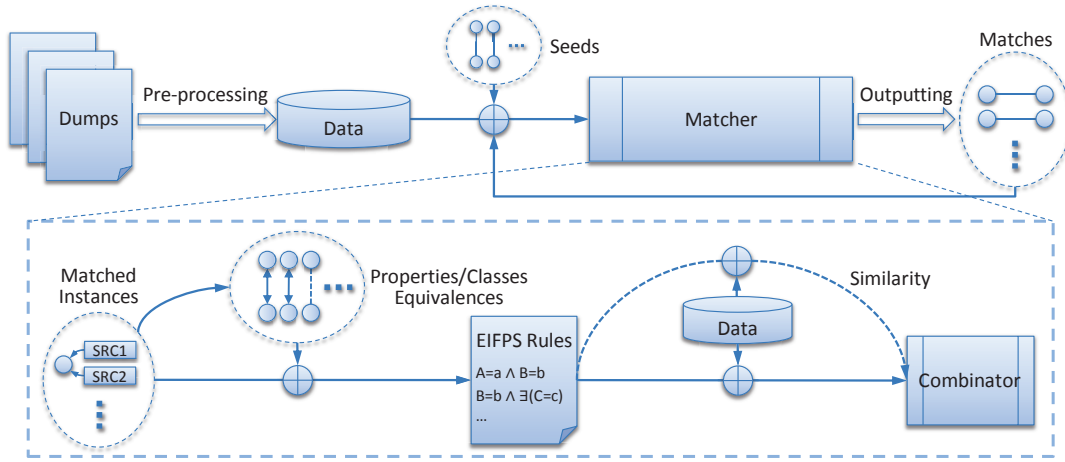 Seeds
Matches
Pre-processing
Outputting
Dumps
Data
Matcher
...
Matched
Instances
Properties/Classes
Equivalences
Similarity
SRC1
SRC2
Data
EIFPS Rules
A=a ∧ B=b
B=b ∧ ∃(C=c)
...
Combinator